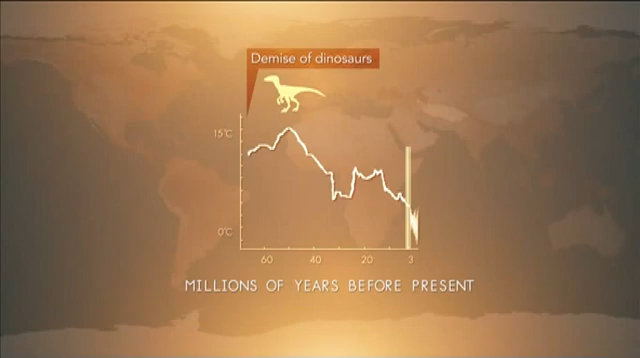 Demise of dinosaurs
15°C
0°C
60 40 20 3
MILLIONS OF YEARS BEFORE PRESENT